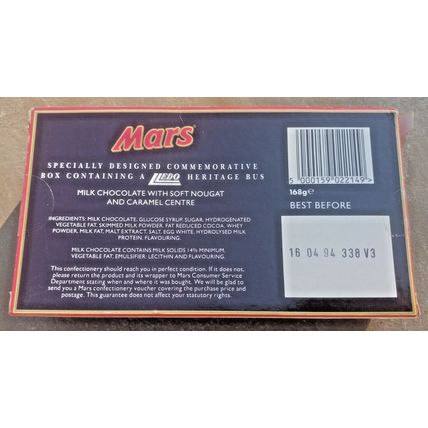 Mars
SPECIALLY DESIGNED COMMEMORATIVE
BOX CONTAINING A LLEDO HERITAGE BUS
MILK CHOCOLATE WITH SOFT NOUGAT
AND CARAMEL CENTRE
INGREDIENTS: MILK CHOCOLATE, GLUCOSE SYRUP, SUGAR, HYDROGENATED
VEGETABLE FAT, SKIMMED MILK POWDER, FAT REDUCED COCOA, WHEY
POWDER, MILK FAT, MALT EXTRACT, SALT, EGG WHITE, HYDROLYSED MILK
PROTEIN, FLAVOURING.
MILK CHOCOLATE CONTAINS MILK SOLIDS 14% MINIMUM,
VEGETABLE FAT, EMULSIFIER: LECITHIN AND FLAVOURING.
This confectionery should reach you in perfect condition. If it does not,
please return the product and its wrapper to Mars Consumer Service
Department stating when and where it was bought. We will be glad to
send you a Mars confectionery voucher covering the purchase price and
postage. This guarantee does not affect your statutory rights.
5 000159 022149
168g℮
BEST BEFORE
16 04 94 338 V3